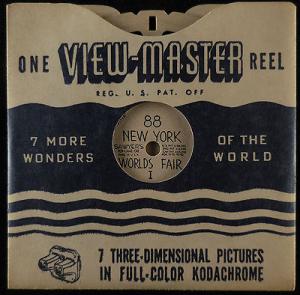 ONE VIEW-MASTER REEL
REG. U. S. PAT. OFF
88
NEW YORK
SAWYERS
WORLDS FAIR
I
7 MORE
WONDERS
OF THE
WORLD
7 THREE-DIMENSIONAL PICTURES
IN FULL-COLOR KODACHROME